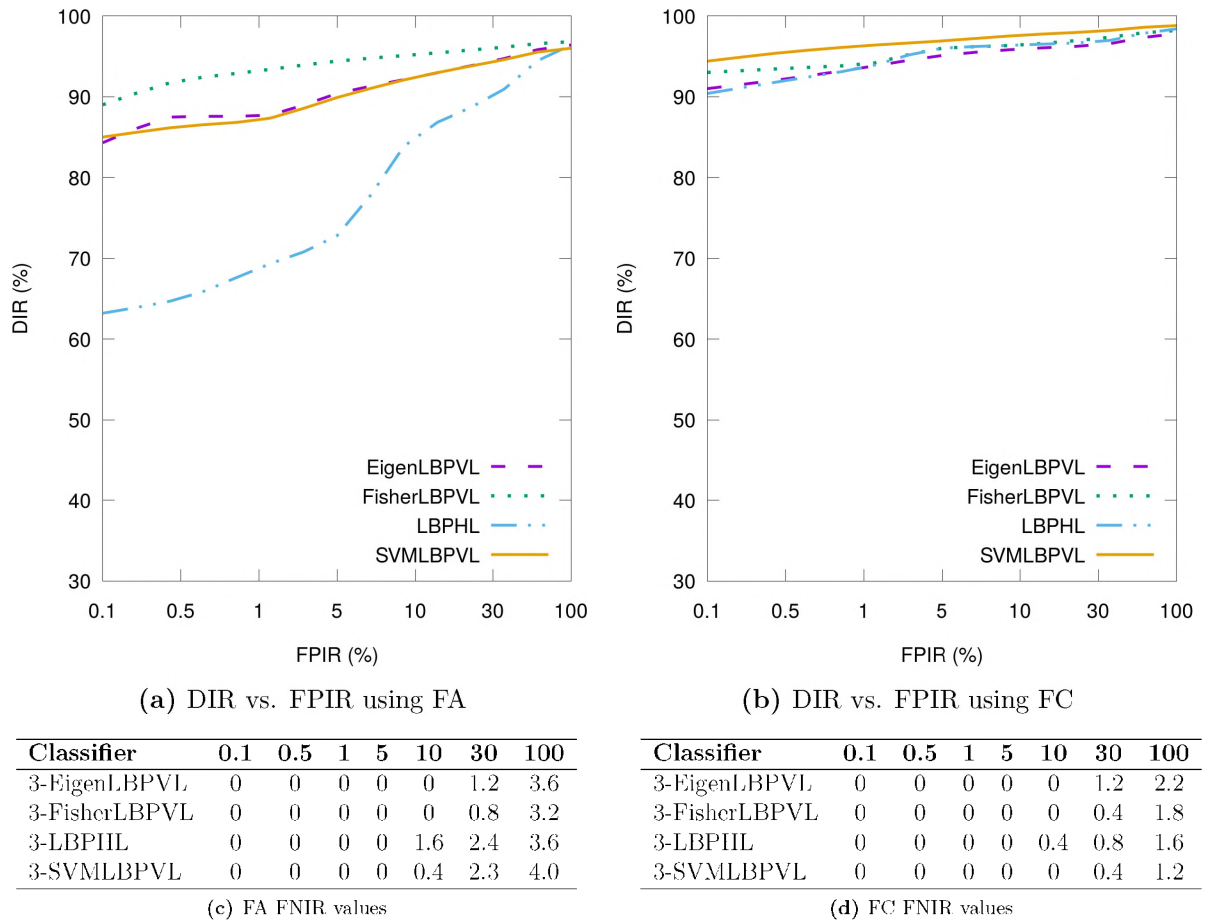 100
90
80
70
60
50
40
30
DIR (%)
EigenLBPVL
FisherLBPVL
LBPHL
SVMLBPVL
0.1 0.5 1 5 10 30 100
FPIR (%)
(a) DIR vs. FPIR using FA
100
90
80
70
60
50
40
30
DIR (%)
EigenLBPVL
FisherLBPVL
LBPHL
SVMLBPVL
0.1 0.5 1 5 10 30 100
FPIR (%)
(b) DIR vs. FPIR using FC
Classifier 0.1 0.5 1 5 10 30 100
3-EigenLBPVL 0 0 0 0 0 1.2 3.6
3-FisherLBPVL 0 0 0 0 0 0.8 3.2
3-LBPHL 0 0 0 0 1.6 2.4 3.6
3-SVMLBPVL 0 0 0 0 0.4 2.3 4.0
(c) FA FNIR values
Classifier 0.1 0.5 1 5 10 30 100
3-EigenLBPVL 0 0 0 0 0 1.2 2.2
3-FisherLBPVL 0 0 0 0 0 0.4 1.8
3-LBPHL 0 0 0 0 0.4 0.8 1.6
3-SVMLBPVL 0 0 0 0 0 0.4 1.2
(d) FC FNIR values